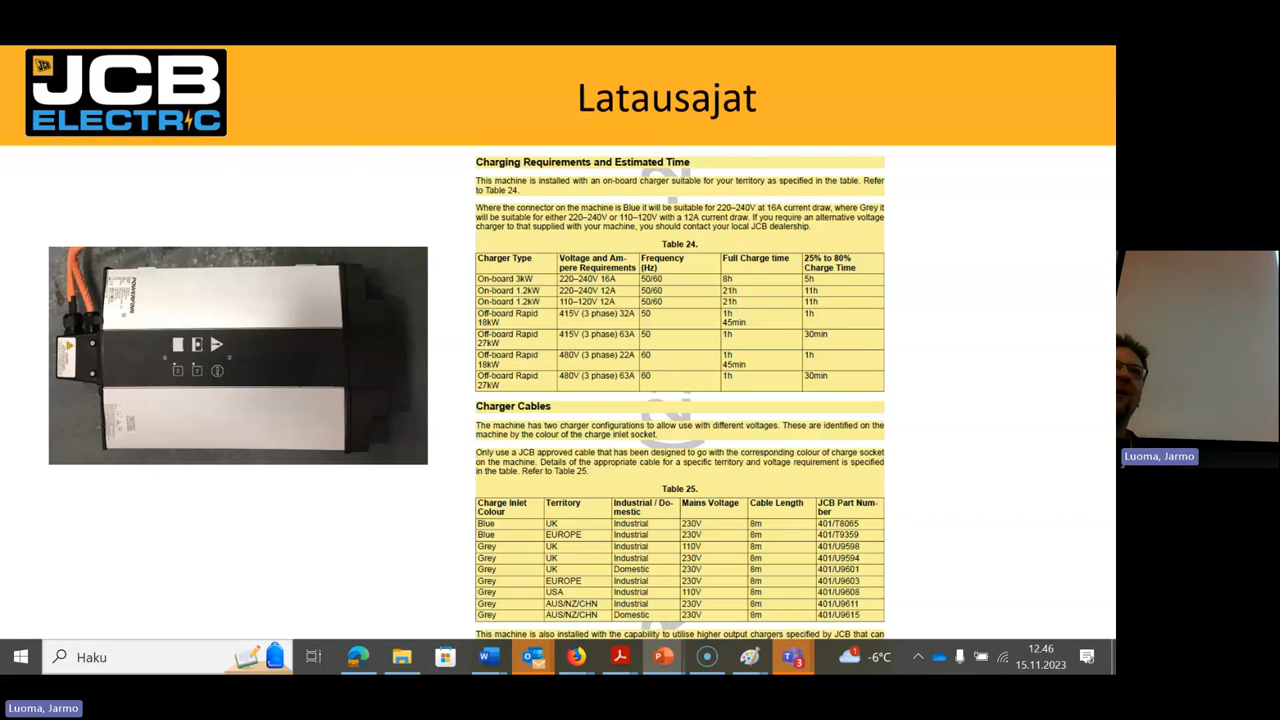 JCB
ELECTRIC
Latausajat
Charging Requirements and Estimated Time
This machine is installed with an on-board charger suitable for your territory as specified in the table. Refer
to Table 24.
Where the connector on the machine is Blue it will be suitable for 220–240V at 16A current draw, where Grey it
will be suitable for either 220–240V or 110–120V with a 12A current draw. If you require an alternative voltage
charger to that supplied with your machine, you should contact your local JCB dealership.
Table 24.
Charger Type Voltage and Am- Frequency Full Charge time 25% to 80%
pere Requirements (Hz) Charge Time
On-board 3kW 220–240V 16A 50/60 8h 5h
On-board 1.2kW 220–240V 12A 50/60 21h 11h
On-board 1.2kW 110–120V 12A 50/60 21h 11h
Off-board Rapid 415V (3 phase) 32A 50 1h 1h
18kW 45min
Off-board Rapid 415V (3 phase) 63A 50 1h 30min
27kW
Off-board Rapid 480V (3 phase) 22A 60 1h 1h
18kW 45min
Off-board Rapid 480V (3 phase) 63A 60 1h 30min
27kW
Charger Cables
The machine has two charger configurations to allow use with different voltages. These are identified on the
machine by the colour of the charge inlet socket.
Only use a JCB approved cable that has been designed to go with the corresponding colour of charge socket
on the machine. Details of the appropriate cable for a specific territory and voltage requirement is specified
in the table. Refer to Table 25.
Table 25.
Charge Inlet Territory Industrial / Do- Mains Voltage Cable Length JCB Part Num-
Colour mestic ber
Blue UK Industrial 230V 8m 401/T8065
Blue EUROPE Industrial 230V 8m 401/T9359
Grey UK Industrial 110V 8m 401/U9598
Grey UK Industrial 230V 8m 401/U9594
Grey UK Domestic 230V 8m 401/U9601
Grey EUROPE Industrial 230V 8m 401/U9603
Grey USA Industrial 110V 8m 401/U9608
Grey AUS/NZ/CHN Industrial 230V 8m 401/U9611
Grey AUS/NZ/CHN Domestic 230V 8m 401/U9615
This machine is also installed with the capability to utilise higher output chargers specified by JCB that can
Luoma, Jarmo
Haku
3
1
-6°C
12.46
15.11.2023
Luoma, Jarmo